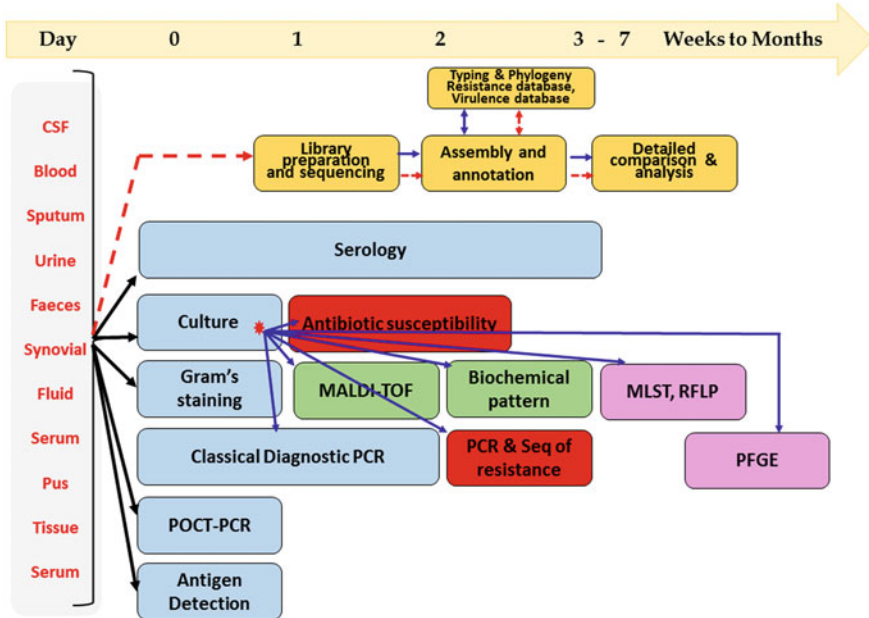 Day 0 1 2 3 - 7 Weeks to Months
CSF
Blood
Sputum
Urine
Faeces
Synovial
Fluid
Serum
Pus
Tissue
Serum
Typing & Phylogeny
Resistance database,
Virulence database
Library
preparation
and sequencing
Assembly and
annotation
Detailed
comparison &
analysis
Serology
Culture
Antibiotic susceptibility
Gram's
staining
MALDI-TOF
Biochemical
pattern
MLST, RFLP
Classical Diagnostic PCR
PCR & Seq of
resistance
PFGE
POCT-PCR
Antigen
Detection